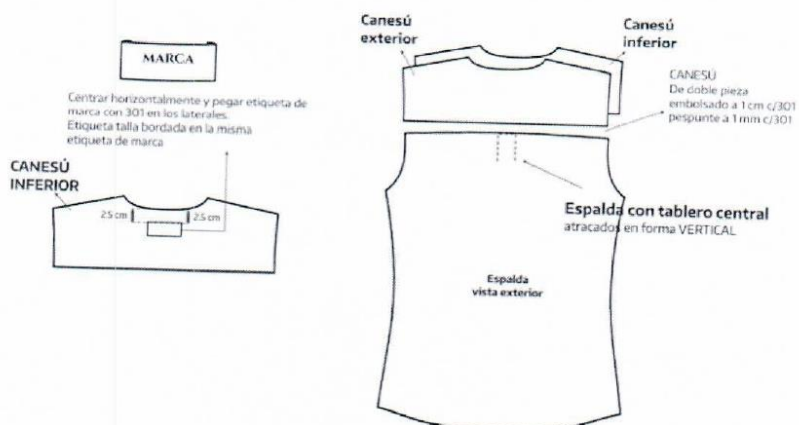 MARCA
Centrar horizontalmente y pegar etiqueta de
marca con 301 en los laterales.
Etiqueta talla bordada en la misma
etiqueta de marca
CANESÚ
INFERIOR
2.5 cm
2.5 cm
Canesú
exterior
Canesú
inferior
CANESÚ
De doble pieza
embolsado a 1 cm c/301
pespunte a 1 mm c/301
Espalda con tablero central
atracados en forma VERTICAL
Espalda
vista exterior